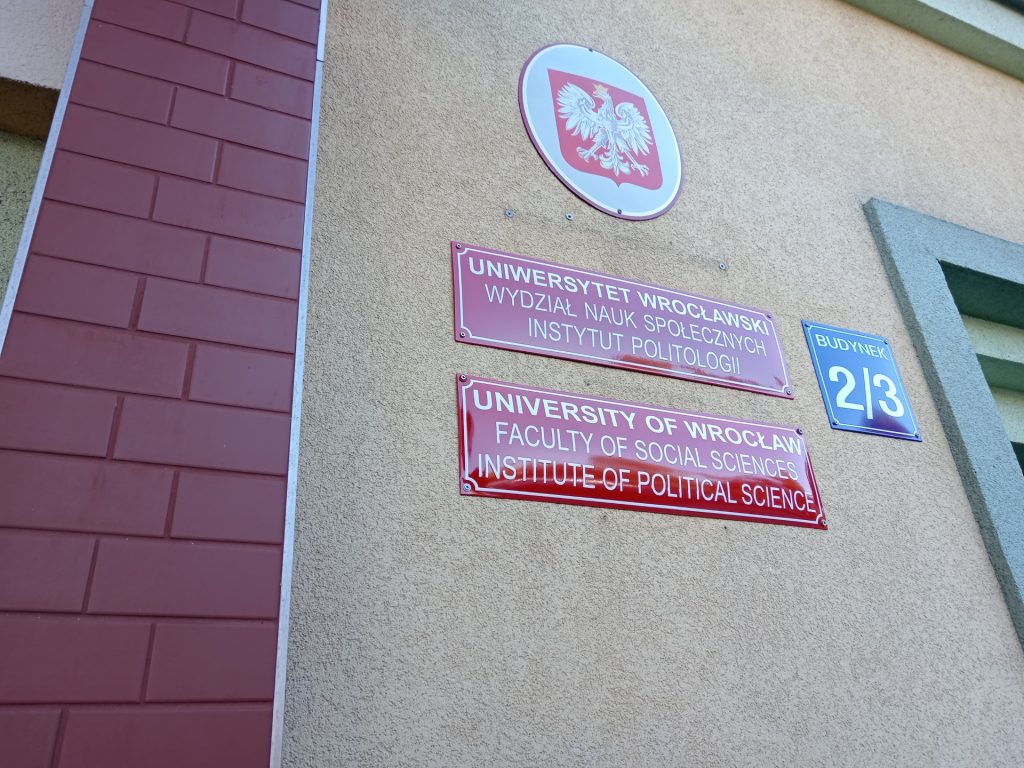 UNIWERSYTET WROCŁAWSKI
WYDZIAŁ NAUK SPOŁECZNYCH
INSTYTUT POLITOLOGII
UNIVERSITY OF WROCŁAW
FACULTY OF SOCIAL SCIENCES
INSTITUTE OF POLITICAL SCIENCE
BUDYNEK
2/3